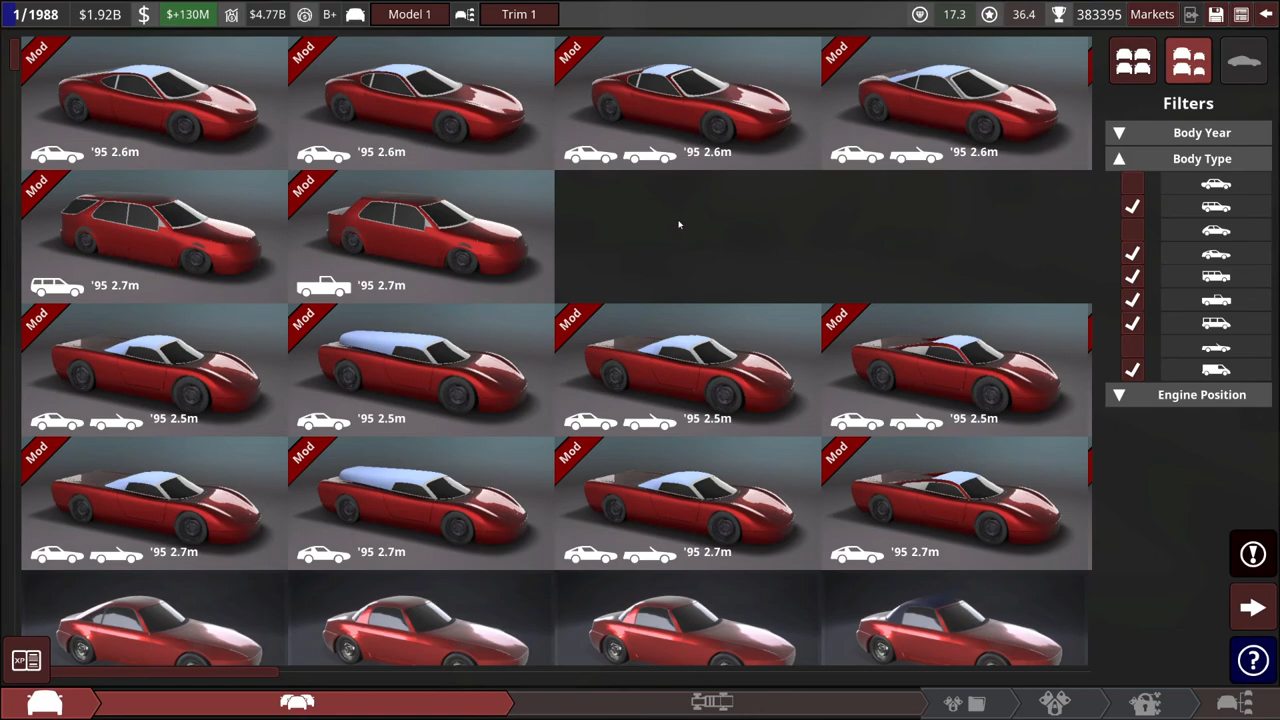 1/1988 $1.92B $ $+130M $4.77B B+ Model 1 Trim 1 17.3 36.4 383395 Markets
Mod Mod Mod Mod
'95 2.6m '95 2.6m '95 2.6m '95 2.6m
Mod Mod
'95 2.7m '95 2.7m
Mod Mod Mod Mod
'95 2.5m '95 2.5m '95 2.5m '95 2.5m
Mod Mod Mod Mod
'95 2.7m '95 2.7m '95 2.7m '95 2.7m
Filters
Body Year
Body Type
Engine Position
XP